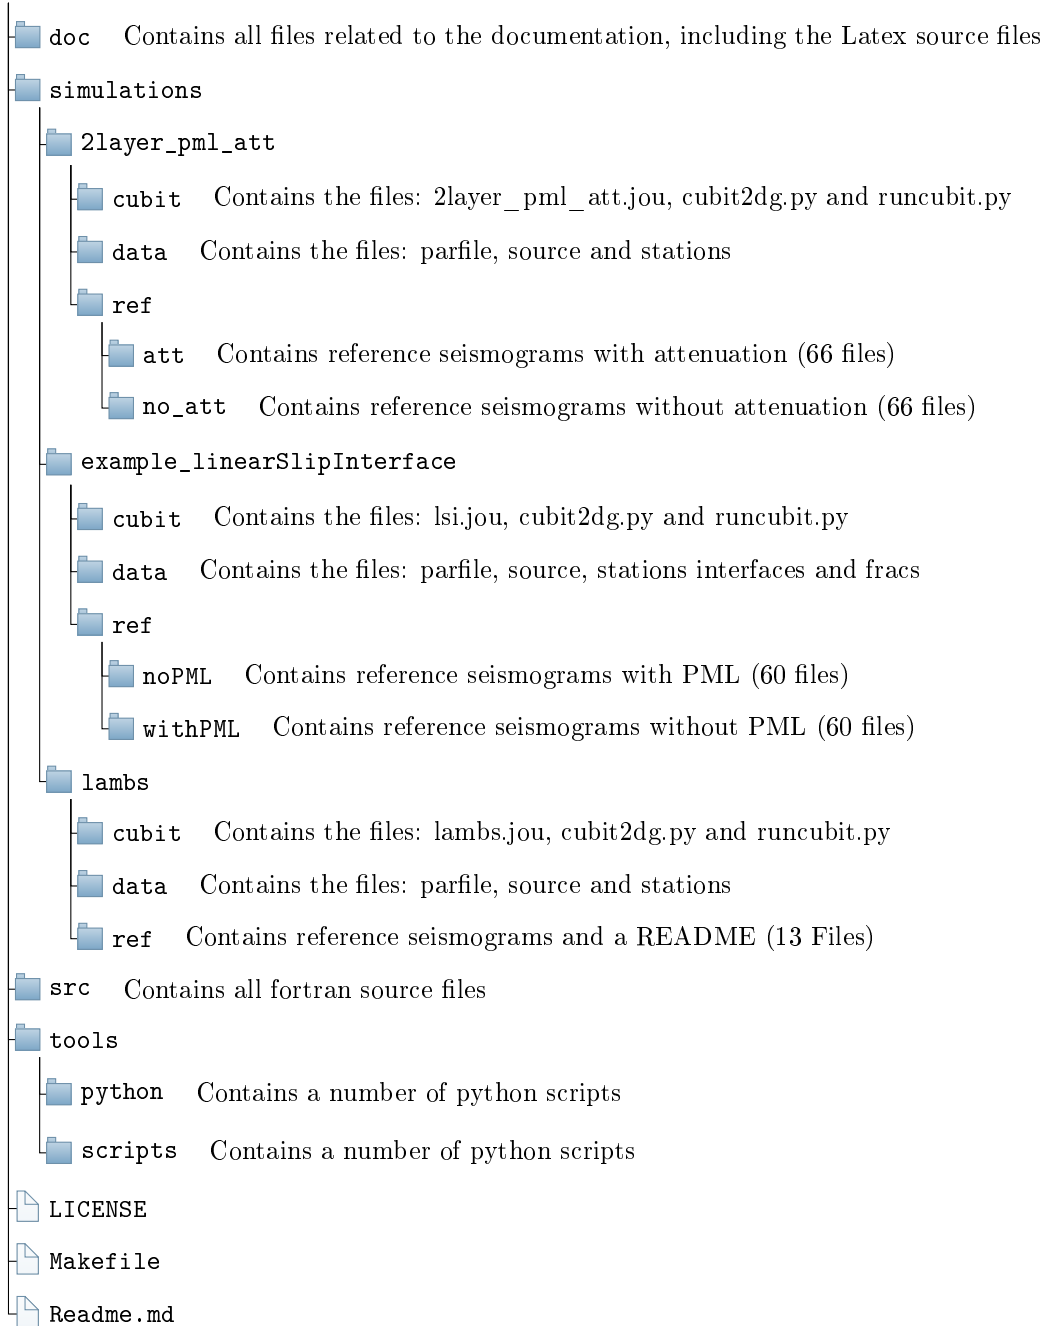 doc Contains all files related to the documentation, including the Latex source files
simulations
2layer_pml_att
cubit Contains the files: 2layer_pml_att.jou, cubit2dg.py and runcubit.py
data Contains the files: parfile, source and stations
ref
att Contains reference seismograms with attenuation (66 files)
no_att Contains reference seismograms without attenuation (66 files)
example_linearSlipInterface
cubit Contains the files: lsi.jou, cubit2dg.py and runcubit.py
data Contains the files: parfile, source, stations interfaces and fracs
ref
noPML Contains reference seismograms with PML (60 files)
withPML Contains reference seismograms without PML (60 files)
lambs
cubit Contains the files: lambs.jou, cubit2dg.py and runcubit.py
data Contains the files: parfile, source and stations
ref Contains reference seismograms and a README (13 Files)
src Contains all fortran source files
tools
python Contains a number of python scripts
scripts Contains a number of python scripts
LICENSE
Makefile
Readme.md